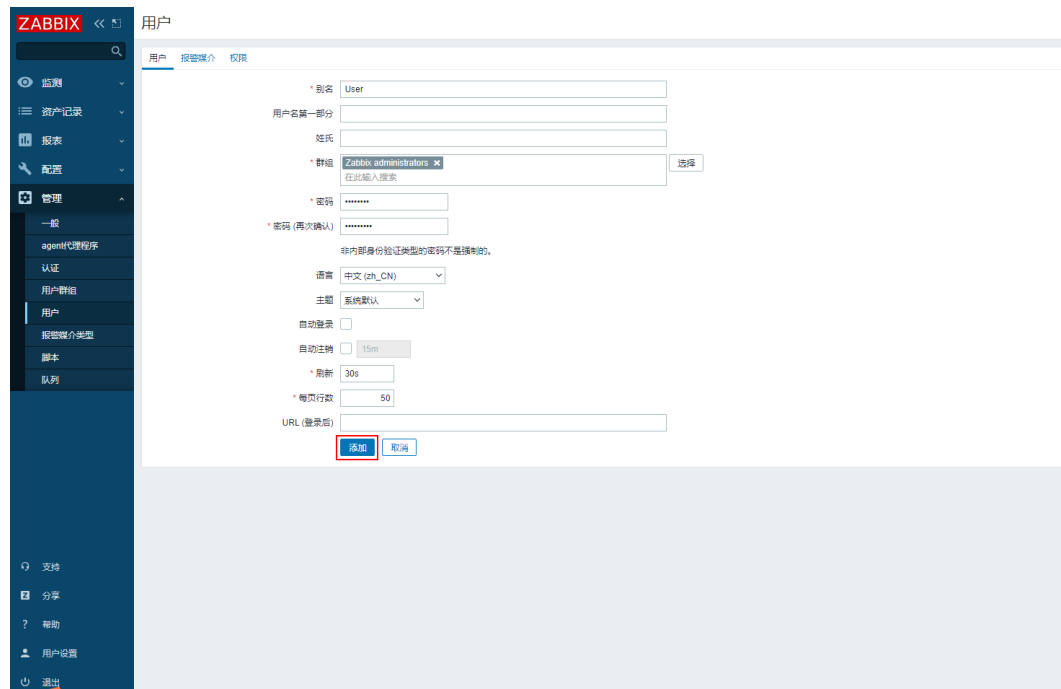 ZABBIX
用户
用户 报警媒介 权限
监测
资产记录
报表
配置
管理
一般
agent代理程序
认证
用户群组
用户
报警媒介类型
脚本
队列
支持
Z 分享
? 帮助
用户设置
退出
* 别名 User
用户名第一部分
姓氏
* 群组 Zabbix administrators ✖ 选择
在此输入搜索
* 密码 ••••••••
* 密码 (再次确认) •••••••••
非内部身份验证类型的密码不是强制的。
语言 中文 (zh_CN)
主题 系统默认
自动登录
自动注销 15m
* 刷新 30s
* 每页行数 50
URL (登录后)
添加 取消